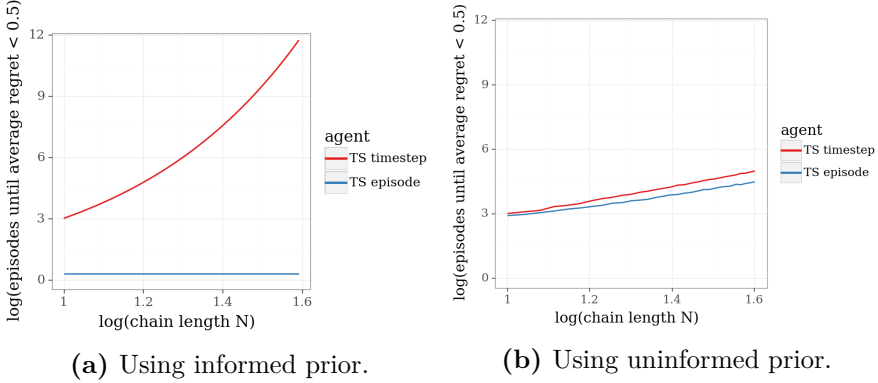 log(episodes until average regret < 0.5)
12
9
6
3
0
1
1.2
1.4
1.6
log(chain length N)
agent
TS timestep
TS episode
(a) Using informed prior.
log(episodes until average regret < 0.5)
12
9
6
3
0
1
1.2
1.4
1.6
log(chain length N)
agent
TS timestep
TS episode
(b) Using uninformed prior.